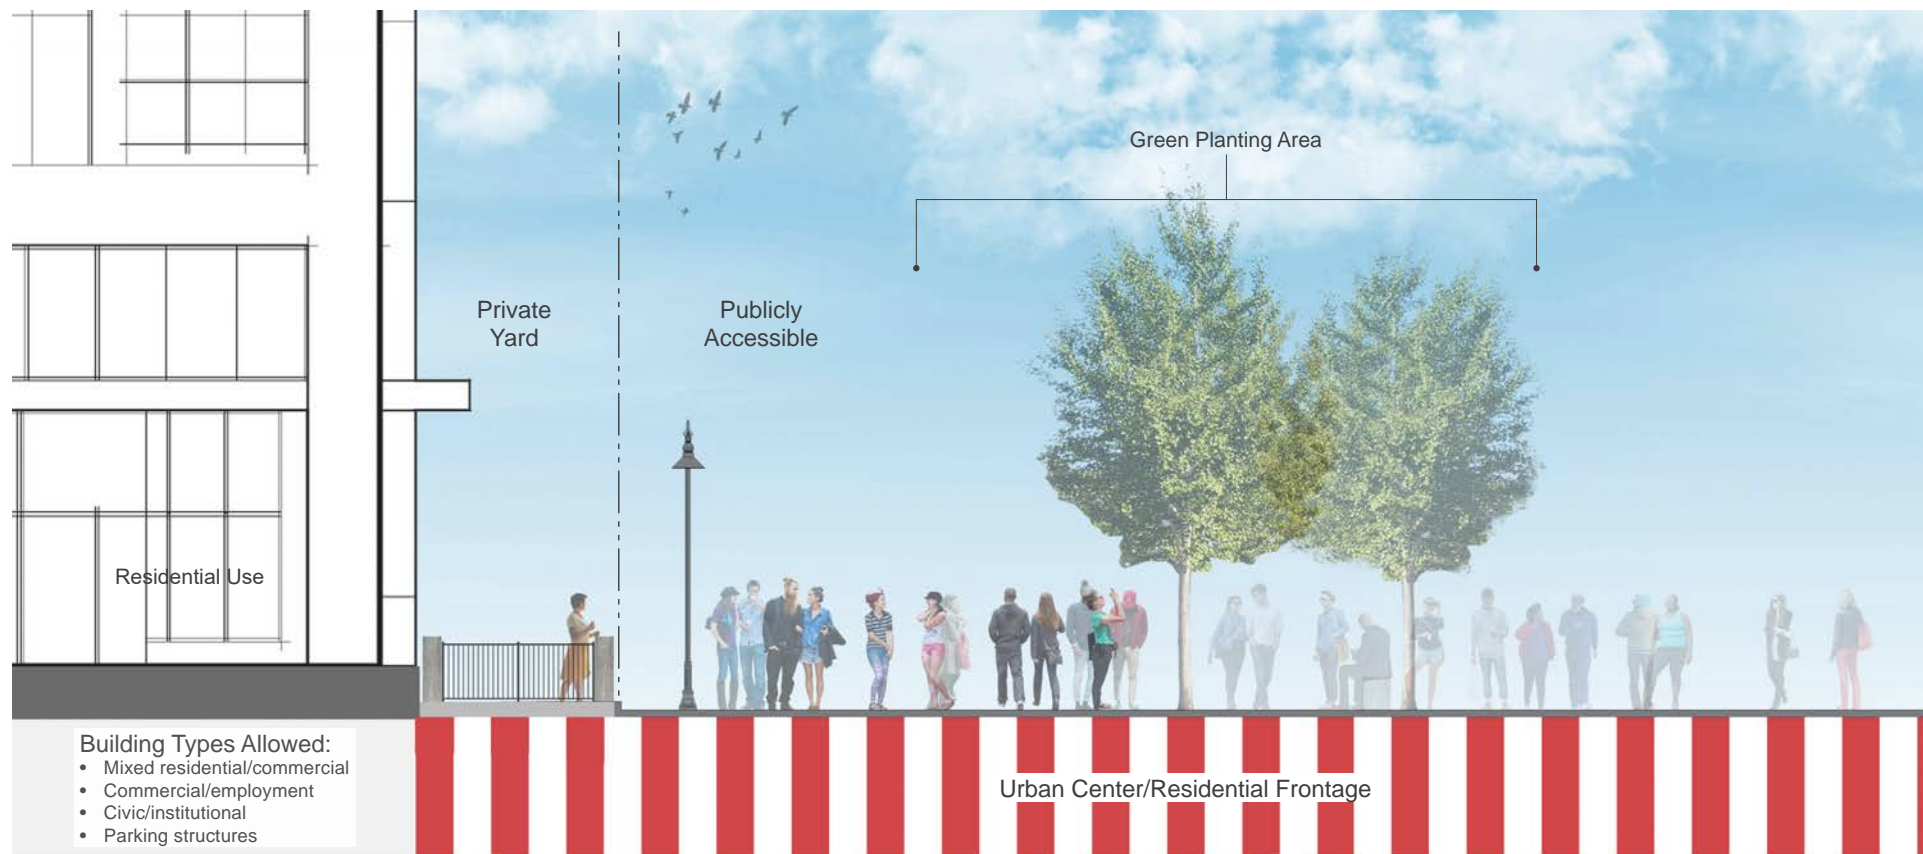 Green Planting Area
Private
Yard
Publicly
Accessible
Residential Use
Building Types Allowed:
• Mixed residential/commercial
• Commercial/employment
• Civic/institutional
• Parking structures
Urban Center/Residential Frontage